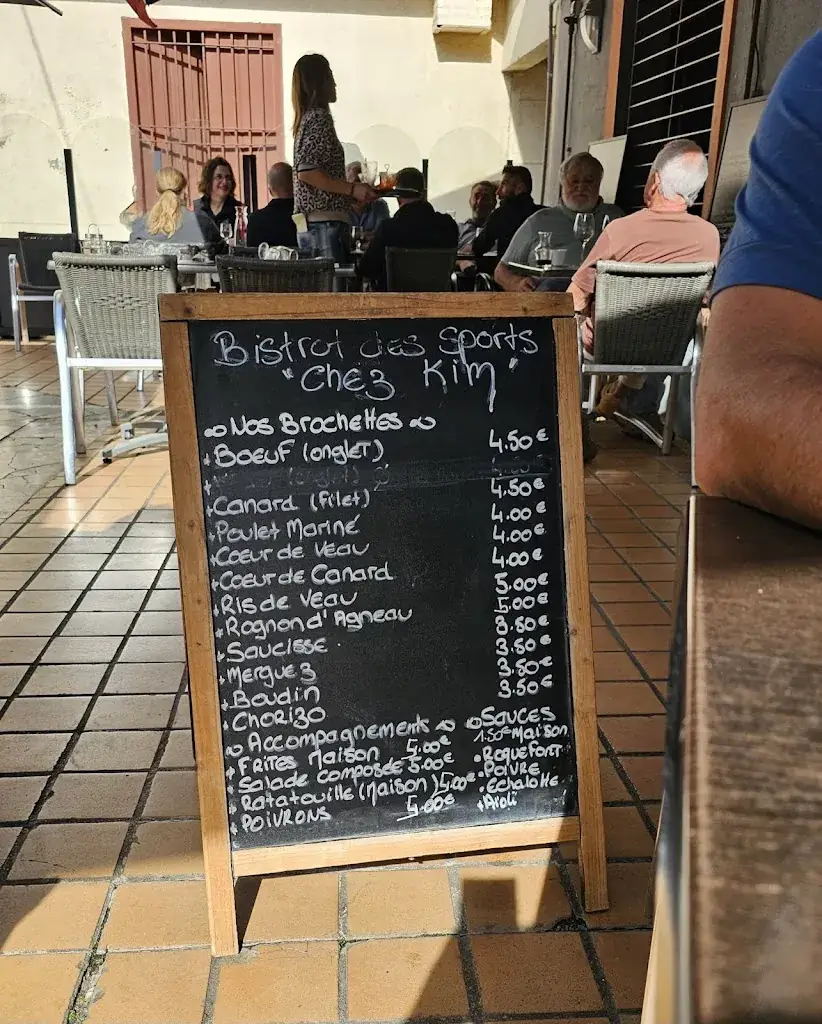 Bistrot des Sports
"Chez Kim"
Nos Brochettes
Boeuf (onglet) 4.50€
Canard (Filet) 4.50€
Poulet Mariné 4.00€
Coeur de Veau 4.00€
Coeur de Canard 4.00€
Ris de Veau 5.00€
Rognon d'Agneau 5.00€
Saucisse 3.50€
Merguez 3.50€
Boudin 3.50€
Chorizo 3.50€
Accompagnements
Frites Maison 5.00€
Salade composée 5.00€
Ratatouille (Maison) 5.00€
Poivrons 5.00€
Sauces
1.50€ Maison
Roquefort
Poivre
Echalotte
Aïoli